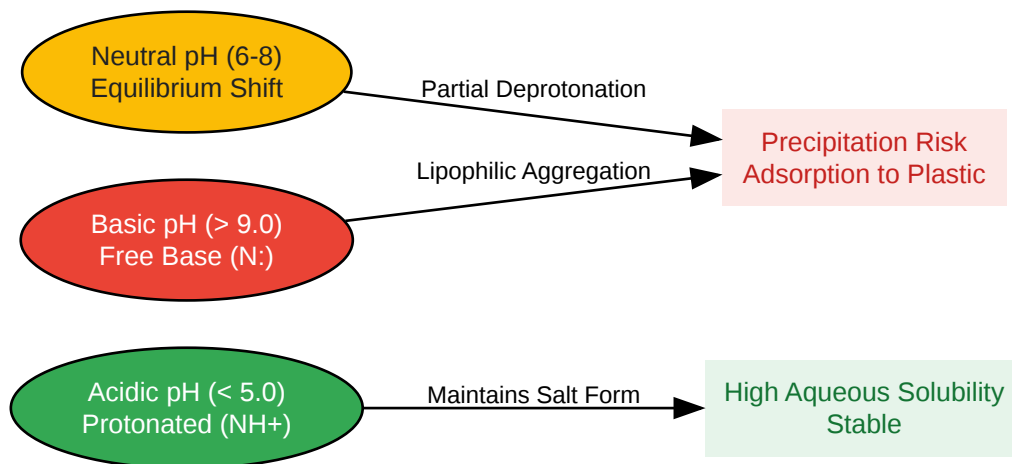 Neutral pH (6-8)
Equilibrium Shift
Partial Deprotonation
Precipitation Risk
Adsorption to Plastic
Lipophilic Aggregation
Basic pH (> 9.0)
Free Base (N:)
Acidic pH (< 5.0)
Protonated (NH+)
Maintains Salt Form
High Aqueous Solubility
Stable